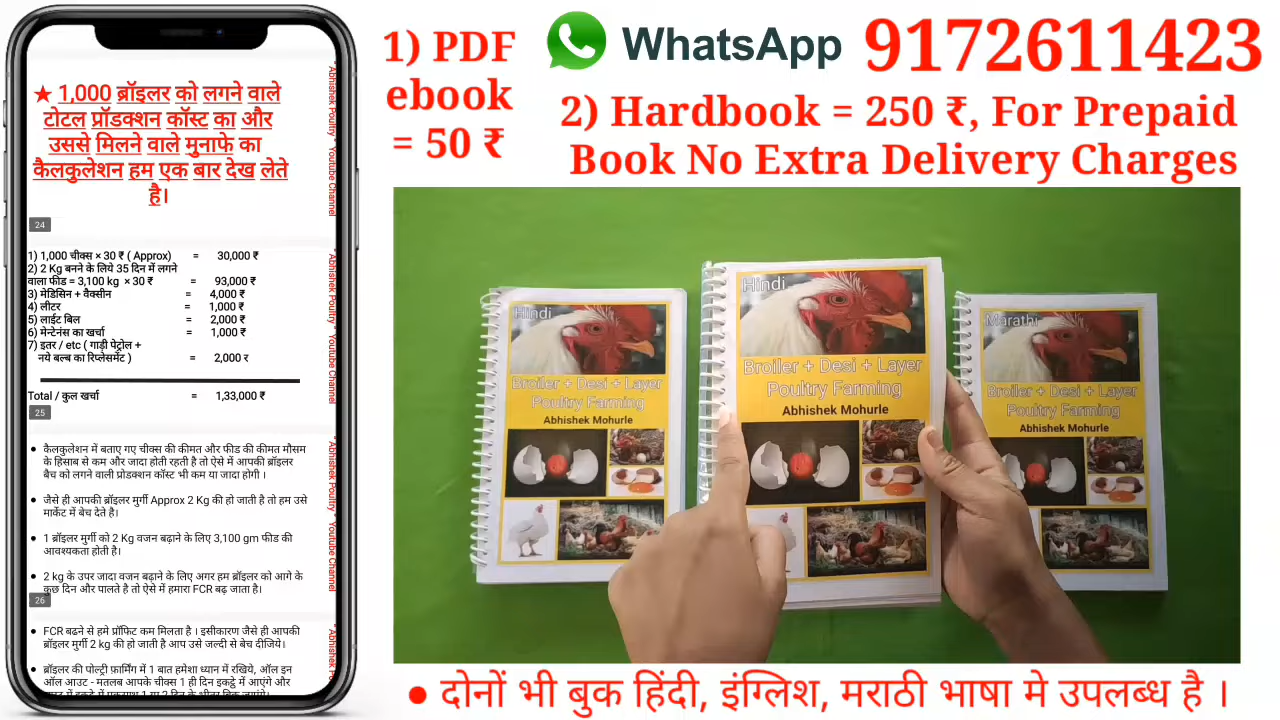 ★ 1,000 ब्रॉइलर को लगने वाले
टोटल प्रॉडक्शन कॉस्ट का और
उससे मिलने वाले मुनाफे का
कैलकुलेशन हम एक बार देख लेते
है।
24
1) 1,000 चीक्स × 30 ₹ ( Approx) = 30,000 ₹
2) 2 Kg बनने के लिये 35 दिन में लगने
वाला फीड = 3,100 kg × 30 ₹ = 93,000 ₹
3) मेडिसिन + वैक्सीन = 4,000 ₹
4) लीटर = 1,000 ₹
5) लाईट बिल = 2,000 ₹
6) मेन्टेनंस का खर्चा = 1,000 ₹
7) इतर / etc ( गाड़ी पेट्रोल +
नये बल्ब का रिप्लेसमेंट ) = 2,000 र
Total / कुल खर्चा = 1,33,000 ₹
25
• कैलकुलेशन में बताए गए चीक्स की कीमत और फीड की कीमत मौसम
के हिसाब से कम और जादा होती रहती है तो ऐसे में आपकी ब्रॉइलर
बैच को लगने वाली प्रोडक्शन कॉस्ट भी कम या जादा होगी ।
• जैसे ही आपकी ब्रॉइलर मुर्गी Approx 2 Kg की हो जाती है तो हम उसे
मार्केट में बेच देते है।
• 1 ब्रॉइलर मुर्गी को 2 Kg वजन बढ़ाने के लिए 3,100 gm फीड की
आवश्यकता होती है।
• 2 kg के उपर जादा वजन बढ़ाने के लिए अगर हम ब्रॉइलर को आगे के
कुछ दिन और पालते है तो ऐसे में हमारा FCR बढ़ जाता है।
26
• FCR बढने से हमे प्रॉफिट कम मिलता है । इसीकारण जैसे ही आपकी
ब्रॉइलर मुर्गी 2 kg की हो जाती है आप उसे जल्दी से बेच दीजिये।
• ब्रॉइलर की पोल्ट्री फ़ार्मिंग में 1 बात हमेशा ध्यान में रखिये, ऑल इन
ऑल आउट - मतलब आपके चीक्स 1 ही दिन इकट्ठे में आएंगे और
"Abhishek Poultry" Youtube Channel
"Abhishek Poultry" Youtube Channel
"Abhishek Poultry" Youtube Channel
"Abhishek
1) PDF
ebook
= 50 ₹
WhatsApp 9172611423
2) Hardbook = 250 ₹, For Prepaid
Book No Extra Delivery Charges
Hindi
Broiler + Desi + Layer
Poultry Farming
Abhishek Mohurle
Hindi
Broiler + Desi + Layer
Poultry Farming
Abhishek Mohurle
Marathi
Broiler + Desi + Layer
Poultry Farming
Abhishek Mohurle
• दोनों भी बुक हिंदी, इंग्लिश, मराठी भाषा मे उपलब्ध है ।